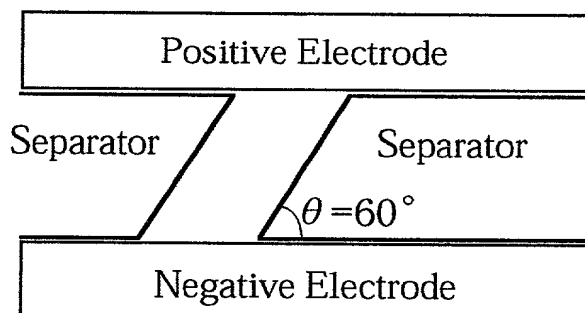 Positive Electrode
Separator
Separator
θ =60°
Negative Electrode